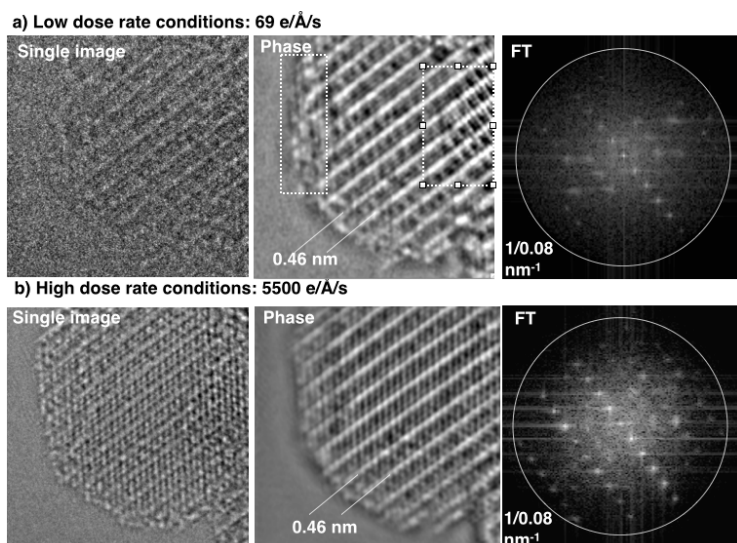 a) Low dose rate conditions: 69 e/Å/s
Single image
Phase
FT
0.46 nm
1/0.08
nm-1
b) High dose rate conditions: 5500 e/Å/s
Single image
Phase
FT
0.46 nm
1/0.08
nm-1